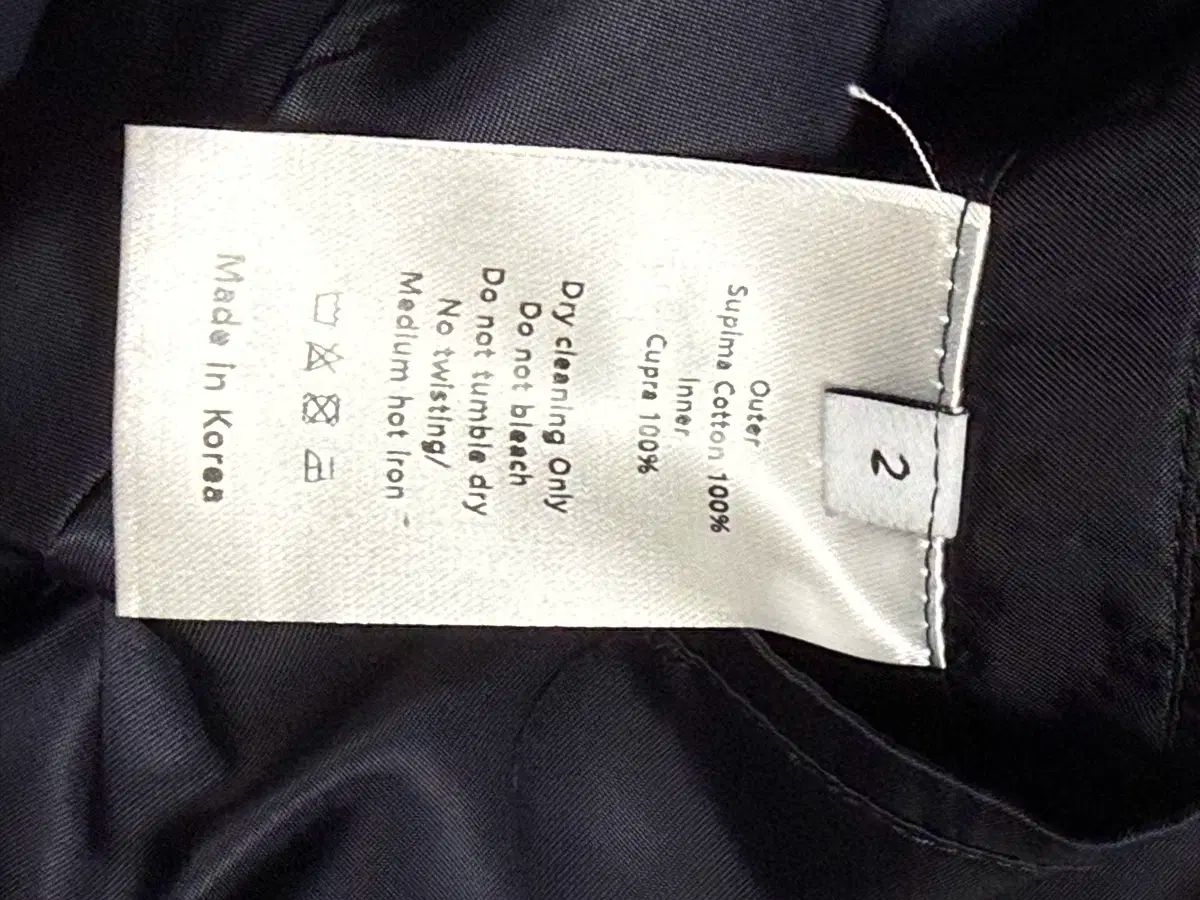 2
Outer
Supima Cotton 100%
Inner
Cupra 100%
Dry cleaning Only
Do not bleach
Do not tumble dry
No twisting/
Medium hot Iron
Made in Korea